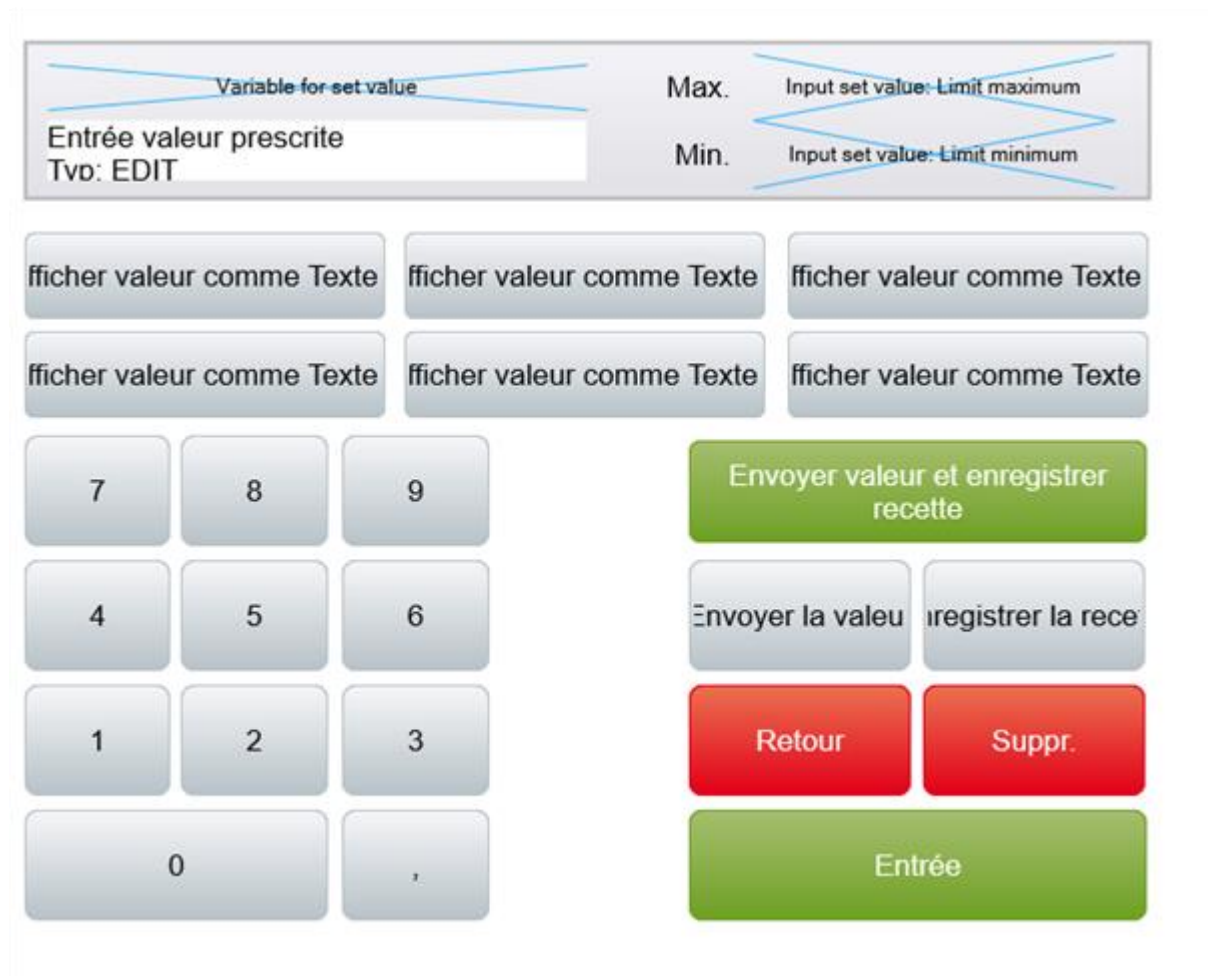 Variable for set value
Max.
Input set value: Limit maximum
Entrée valeur prescrite
Typ: EDIT
Min.
Input set value: Limit minimum
fficher valeur comme Texte
fficher valeur comme Texte
fficher valeur comme Texte
fficher valeur comme Texte
fficher valeur comme Texte
fficher valeur comme Texte
7
8
9
Envoyer valeur et enregistrer
recette
4
5
6
Envoyer la valeu
nregistrer la rece
1
2
3
Retour
Suppr.
0
,
Entrée